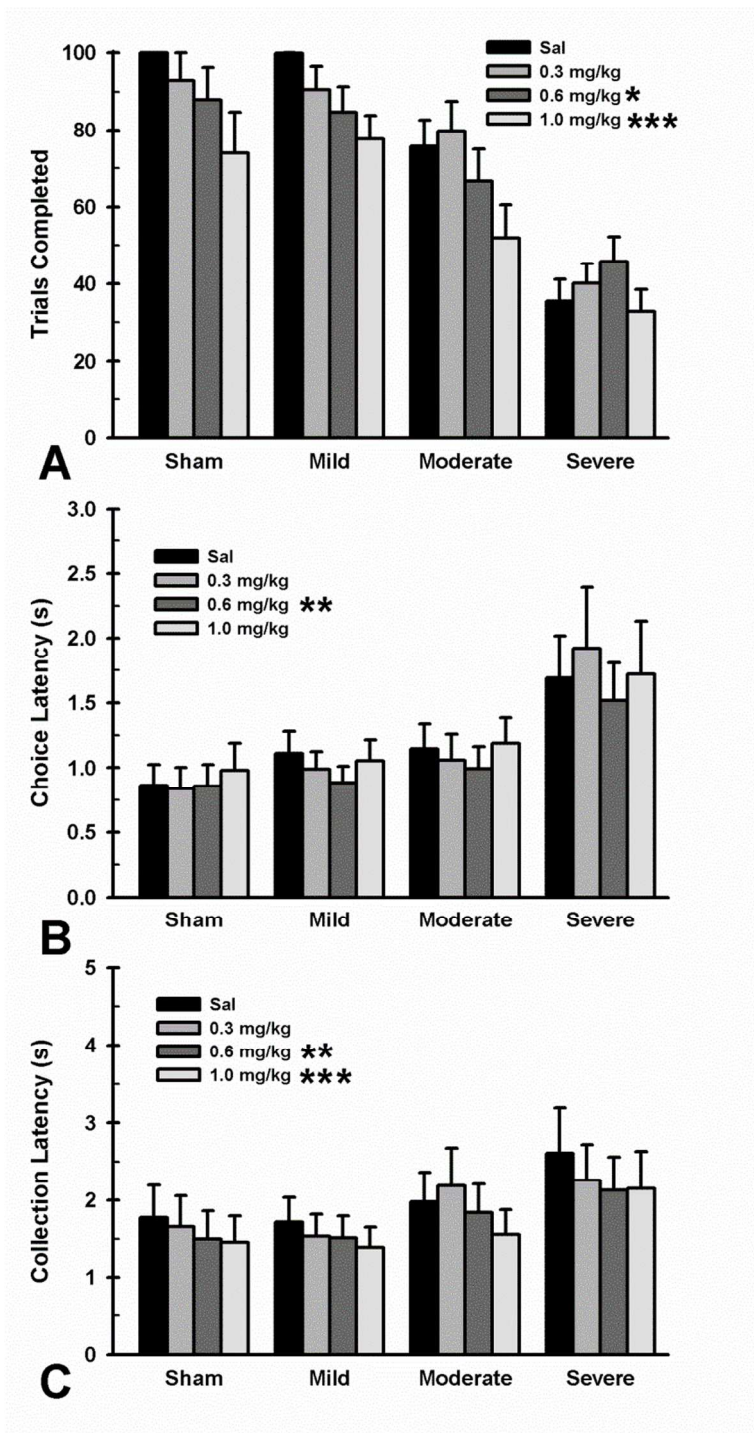 100
80
60
40
20
0
Trials Completed
Sal
0.3 mg/kg
0.6 mg/kg *
1.0 mg/kg ***
A
Sham Mild Moderate Severe
3.0
2.5
2.0
1.5
1.0
0.5
0.0
Choice Latency (s)
Sal
0.3 mg/kg
0.6 mg/kg **
1.0 mg/kg
B
Sham Mild Moderate Severe
5
4
3
2
1
0
Collection Latency (s)
Sal
0.3 mg/kg
0.6 mg/kg **
1.0 mg/kg ***
C
Sham Mild Moderate Severe